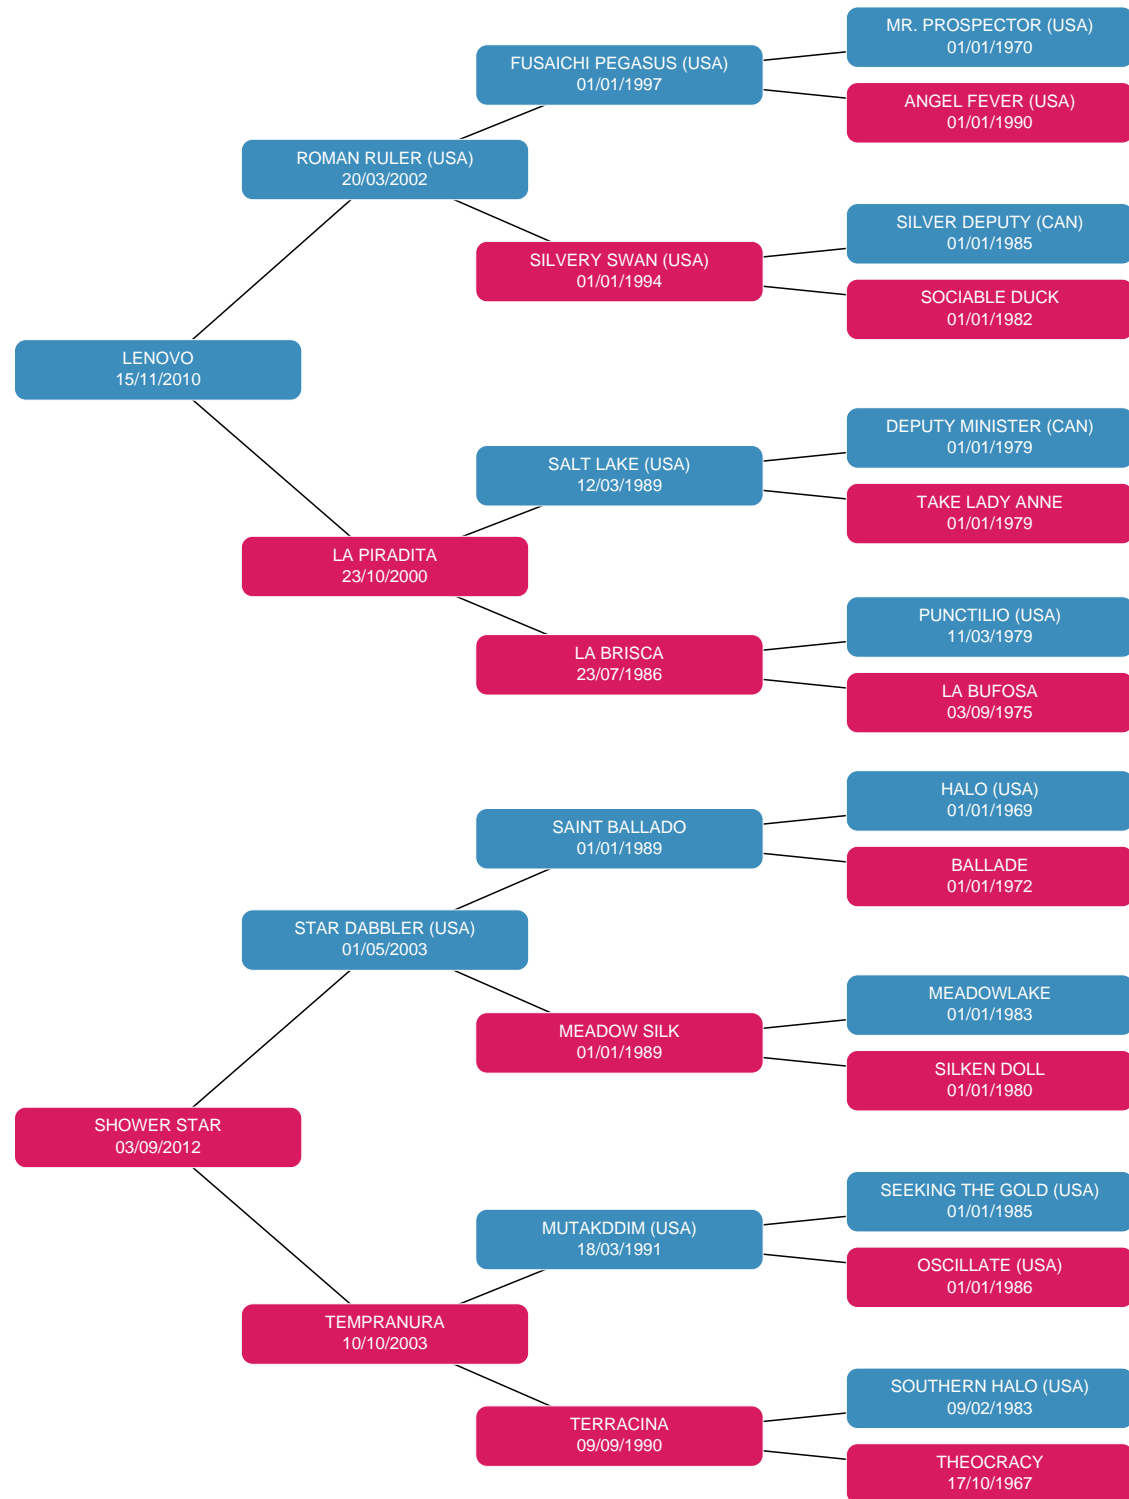 MR. PROSPECTOR (USA)
01/01/1970
FUSAICHI PEGASUS (USA)
01/01/1997
ANGEL FEVER (USA)
01/01/1990
ROMAN RULER (USA)
20/03/2002
SILVER DEPUTY (CAN)
01/01/1985
SILVERY SWAN (USA)
01/01/1994
SOCIABLE DUCK
01/01/1982
LENOVO
15/11/2010
DEPUTY MINISTER (CAN)
01/01/1979
SALT LAKE (USA)
12/03/1989
TAKE LADY ANNE
01/01/1979
LA PIRADITA
23/10/2000
PUNCTILIO (USA)
11/03/1979
LA BRISCA
23/07/1986
LA BUFOSA
03/09/1975
HALO (USA)
01/01/1969
SAINT BALLADO
01/01/1989
BALLADE
01/01/1972
STAR DABBLER (USA)
01/05/2003
MEADOWLAKE
01/01/1983
MEADOW SILK
01/01/1989
SILKEN DOLL
01/01/1980
SHOWER STAR
03/09/2012
SEEKING THE GOLD (USA)
01/01/1985
MUTAKDDIM (USA)
18/03/1991
OSCILLATE (USA)
01/01/1986
TEMPRANURA
10/10/2003
SOUTHERN HALO (USA)
09/02/1983
TERRACINA
09/09/1990
THEOCRACY
17/10/1967